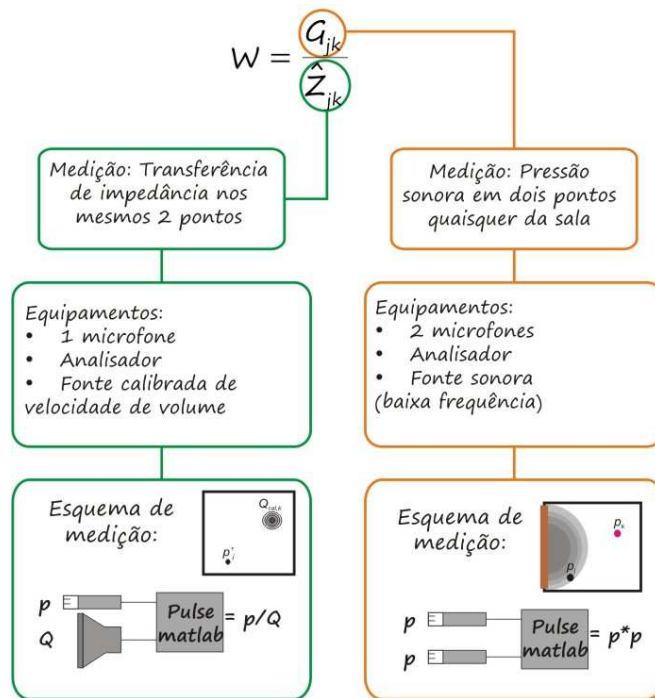 W = G_jk / Ẑ_jk
Medição: Transferência
de impedância nos
mesmos 2 pontos
Equipamentos:
• 1 microfone
• Analisador
• Fonte calibrada de
velocidade de volume
Esquema de
medição:
Q_cal,k
p'_j
p
Q
Pulse
matlab
= p/Q
Medição: Pressão
sonora em dois pontos
quaisquer da sala
Equipamentos:
• 2 microfones
• Analisador
• Fonte sonora
(baixa frequência)
Esquema de
medição:
p_k
p_j
p
p
Pulse
matlab
= p*p